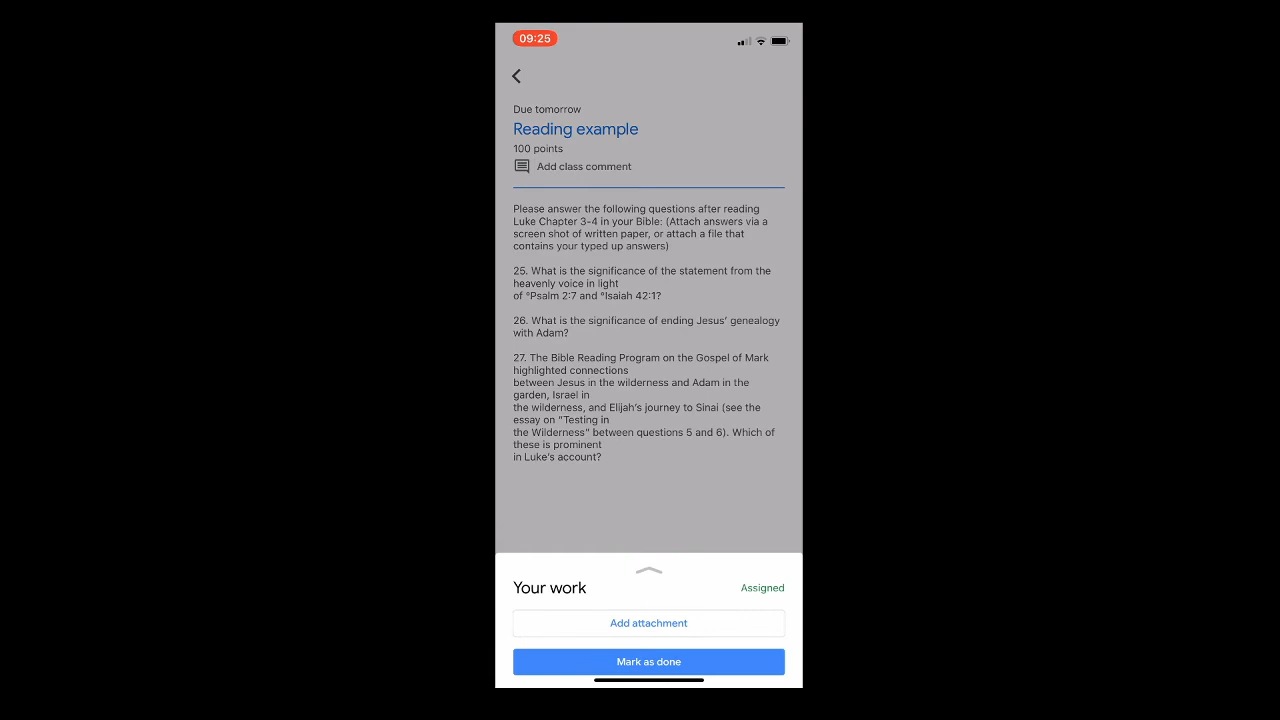 09:25
Due tomorrow
Reading example
100 points
Add class comment
Please answer the following questions after reading
Luke Chapter 3-4 in your Bible: (Attach answers via a
screen shot of written paper, or attach a file that
contains your typed up answers)
25. What is the significance of the statement from the
heavenly voice in light
of °Psalm 2:7 and °Isaiah 42:1?
26. What is the significance of ending Jesus’ genealogy
with Adam?
27. The Bible Reading Program on the Gospel of Mark
highlighted connections
between Jesus in the wilderness and Adam in the
garden, Israel in
the wilderness, and Elijah’s journey to Sinai (see the
essay on “Testing in
the Wilderness” between questions 5 and 6). Which of
these is prominent
in Luke’s account?
Your work
Assigned
Add attachment
Mark as done